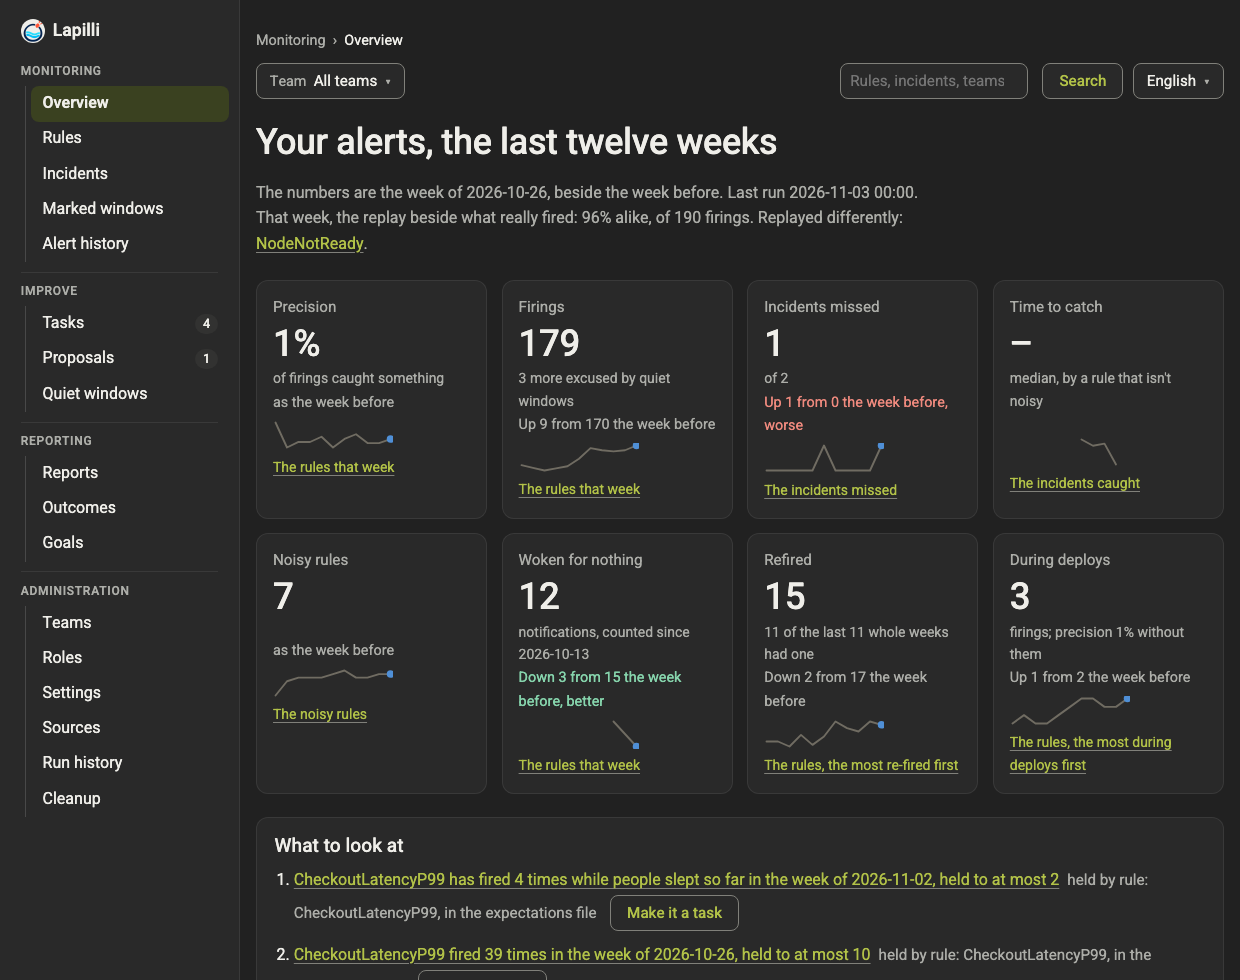 Lapilli
MONITORING
Overview
Rules
Incidents
Marked windows
Alert history
IMPROVE
Tasks 4
Proposals 1
Quiet windows
REPORTING
Reports
Outcomes
Goals
ADMINISTRATION
Teams
Roles
Settings
Sources
Run history
Cleanup
Monitoring › Overview
Team All teams ▾
Rules, incidents, teams
Search
English ▾
Your alerts, the last twelve weeks
The numbers are the week of 2026-10-26, beside the week before. Last run 2026-11-03 00:00.
That week, the replay beside what really fired: 96% alike, of 190 firings. Replayed differently:
NodeNotReady.
Precision
1%
of firings caught something
as the week before
The rules that week
Firings
179
3 more excused by quiet
windows
Up 9 from 170 the week before
The rules that week
Incidents missed
1
of 2
Up 1 from 0 the week before,
worse
The incidents missed
Time to catch
–
median, by a rule that isn't
noisy
The incidents caught
Noisy rules
7
as the week before
The noisy rules
Woken for nothing
12
notifications, counted since
2026-10-13
Down 3 from 15 the week
before, better
The rules that week
Refired
15
11 of the last 11 whole weeks
had one
Down 2 from 17 the week
before
The rules, the most re-fired first
During deploys
3
firings; precision 1% without
them
Up 1 from 2 the week before
The rules, the most during
deploys first
What to look at
1. CheckoutLatencyP99 has fired 4 times while people slept so far in the week of 2026-11-02, held to at most 2 held by rule:
CheckoutLatencyP99, in the expectations file Make it a task
2. CheckoutLatencyP99 fired 39 times in the week of 2026-10-26, held to at most 10 held by rule: CheckoutLatencyP99, in the